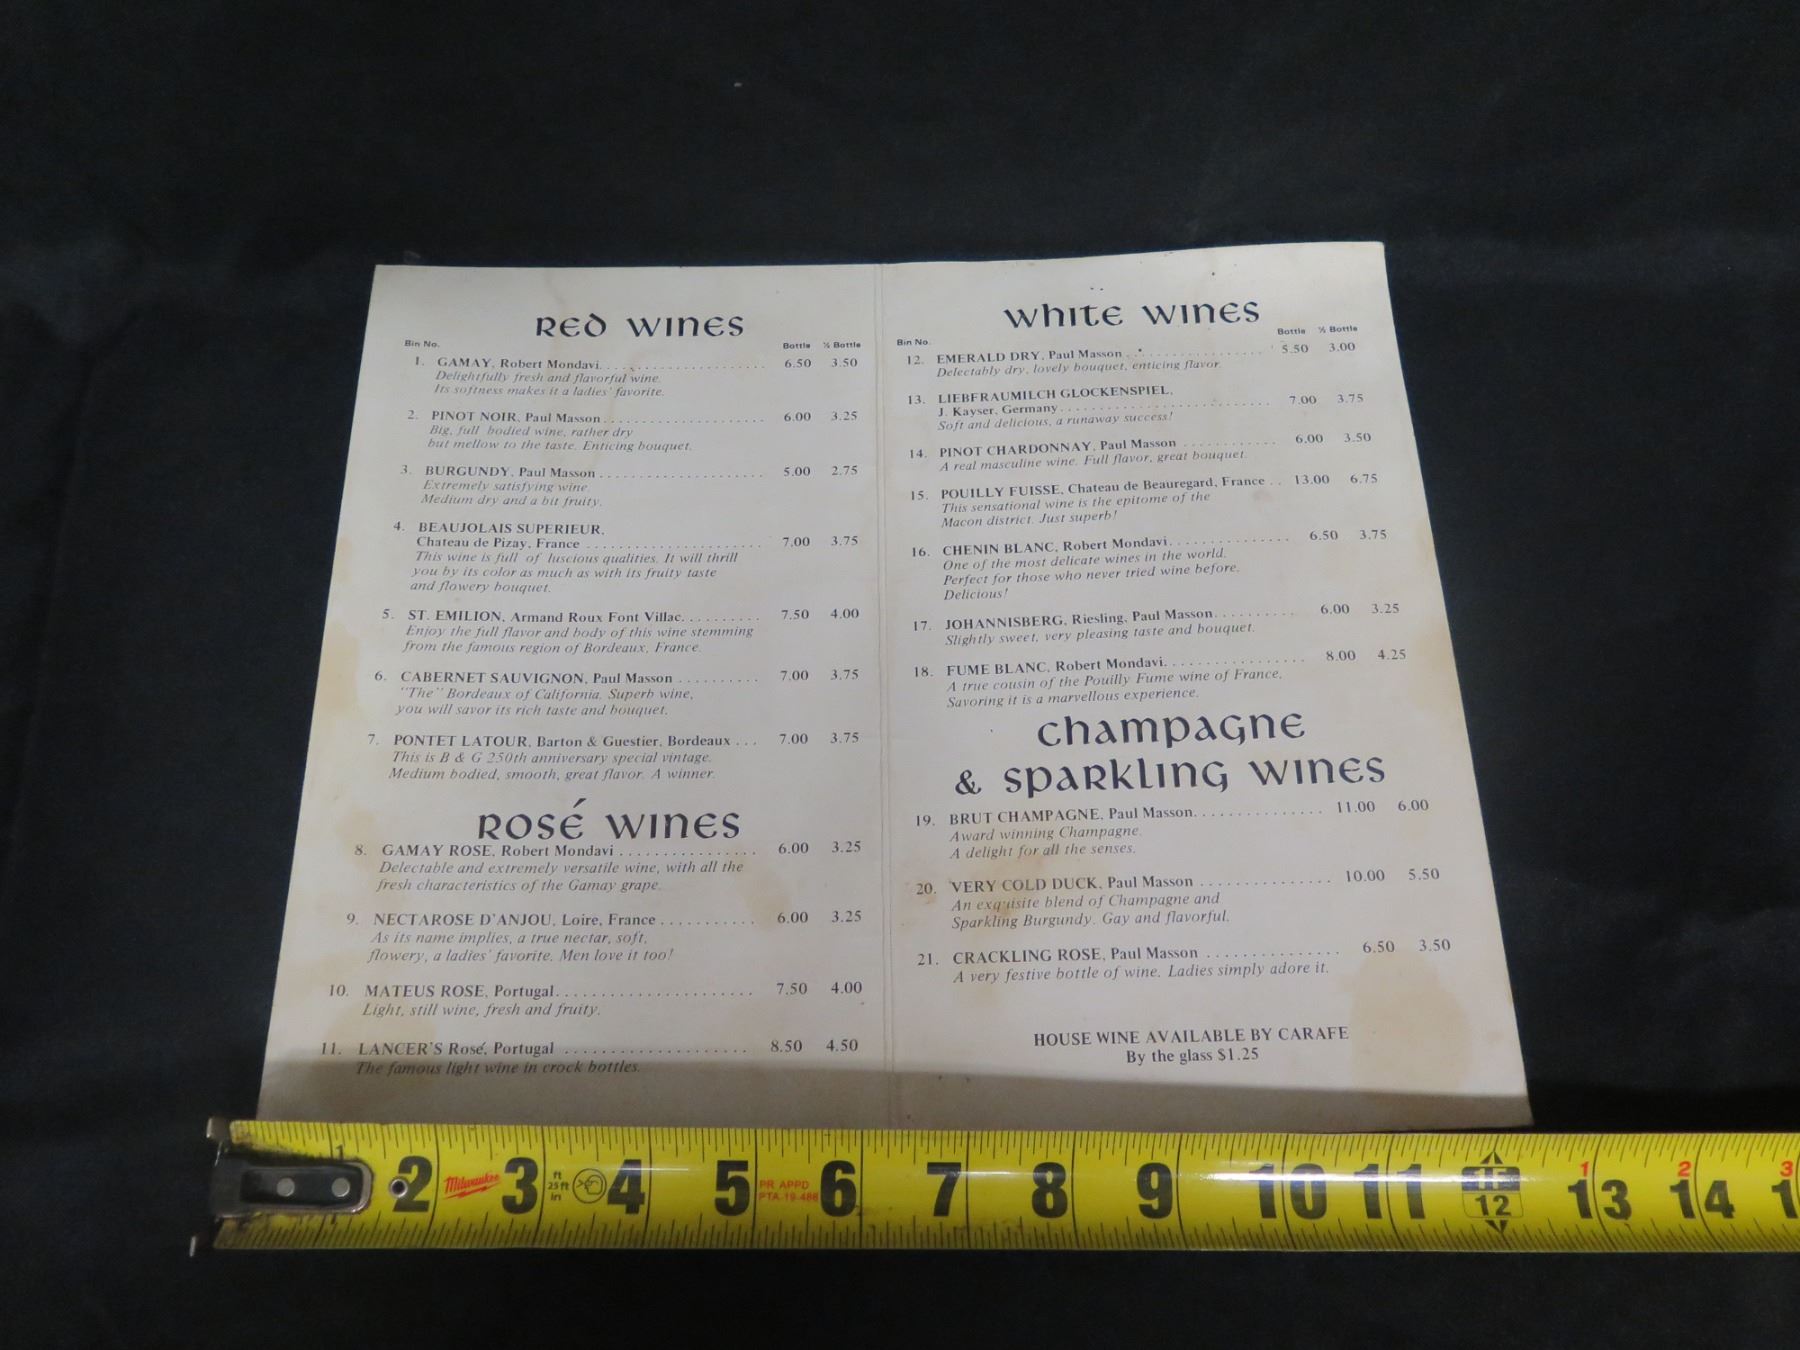 RED WINES
Bin No. Bottle ½ Bottle
1. GAMAY, Robert Mondavi. . . . . . . . . . . . . . . . . . . . . . 6.50 3.50
Delightfully fresh and flavorful wine.
Its softness makes it a ladies' favorite.
2. PINOT NOIR, Paul Masson . . . . . . . . . . . . . . . . . . . . . 6.00 3.25
Big, full bodied wine, rather dry
but mellow to the taste. Enticing bouquet.
3. BURGUNDY, Paul Masson . . . . . . . . . . . . . . . . . . . . . 5.00 2.75
Extremely satisfying wine.
Medium dry and a bit fruity.
4. BEAUJOLAIS SUPERIEUR,
Chateau de Pizay, France . . . . . . . . . . . . . . . . . . . . . . 7.00 3.75
This wine is full of luscious qualities. It will thrill
you by its color as much as with its fruity taste
and flowery bouquet.
5. ST. EMILION, Armand Roux Font Villac. . . . . . . . . . 7.50 4.00
Enjoy the full flavor and body of this wine stemming
from the famous region of Bordeaux, France.
6. CABERNET SAUVIGNON, Paul Masson . . . . . . . . . . 7.00 3.75
"The" Bordeaux of California. Superb wine,
you will savor its rich taste and bouquet.
7. PONTET LATOUR, Barton & Guestier, Bordeaux . . . 7.00 3.75
This is B & G 250th anniversary special vintage.
Medium bodied, smooth, great flavor. A winner.
ROSÉ WINES
8. GAMAY ROSE, Robert Mondavi . . . . . . . . . . . . . . . . 6.00 3.25
Delectable and extremely versatile wine, with all the
fresh characteristics of the Gamay grape.
9. NECTAROSE D'ANJOU, Loire, France . . . . . . . . . . . 6.00 3.25
As its name implies, a true nectar, soft,
flowery, a ladies' favorite. Men love it too!
10. MATEUS ROSE, Portugal. . . . . . . . . . . . . . . . . . . . . . 7.50 4.00
Light, still wine, fresh and fruity.
11. LANCER'S Rosé, Portugal . . . . . . . . . . . . . . . . . . . . . 8.50 4.50
The famous light wine in crock bottles.
WHITE WINES
Bin No. Bottle ½ Bottle
12. EMERALD DRY, Paul Masson . . . . . . . . . . . . . . . . . 5.50 3.00
Delectably dry, lovely bouquet, enticing flavor.
13. LIEBFRAUMILCH GLOCKENSPIEL,
J. Kayser, Germany. . . . . . . . . . . . . . . . . . . . . . . . . 7.00 3.75
Soft and delicious, a runaway success!
14. PINOT CHARDONNAY, Paul Masson . . . . . . . . . . . . 6.00 3.50
A real masculine wine. Full flavor, great bouquet.
15. POUILLY FUISSE, Chateau de Beauregard, France . . 13.00 6.75
This sensational wine is the epitome of the
Macon district. Just superb!
16. CHENIN BLANC, Robert Mondavi. . . . . . . . . . . . . . . 6.50 3.75
One of the most delicate wines in the world.
Perfect for those who never tried wine before.
Delicious!
17. JOHANNISBERG, Riesling, Paul Masson. . . . . . . . . . 6.00 3.25
Slightly sweet, very pleasing taste and bouquet.
18. FUME BLANC, Robert Mondavi. . . . . . . . . . . . . . . . . 8.00 4.25
A true cousin of the Pouilly Fume wine of France.
Savoring it is a marvellous experience.
CHAMPAGNE
& SPARKLING WINES
19. BRUT CHAMPAGNE, Paul Masson. . . . . . . . . . . . . . . 11.00 6.00
Award winning Champagne.
A delight for all the senses.
20. VERY COLD DUCK, Paul Masson . . . . . . . . . . . . . . . 10.00 5.50
An exquisite blend of Champagne and
Sparkling Burgundy. Gay and flavorful.
21. CRACKLING ROSE, Paul Masson . . . . . . . . . . . . . . . 6.50 3.50
A very festive bottle of wine. Ladies simply adore it.
HOUSE WINE AVAILABLE BY CARAFE
By the glass $1.25
1 2 Milwaukee 3 ft 25 ft in 4 5 PR APPD PTA-19-486 6 7 8 9 10 11 12 13 14
1 2 3